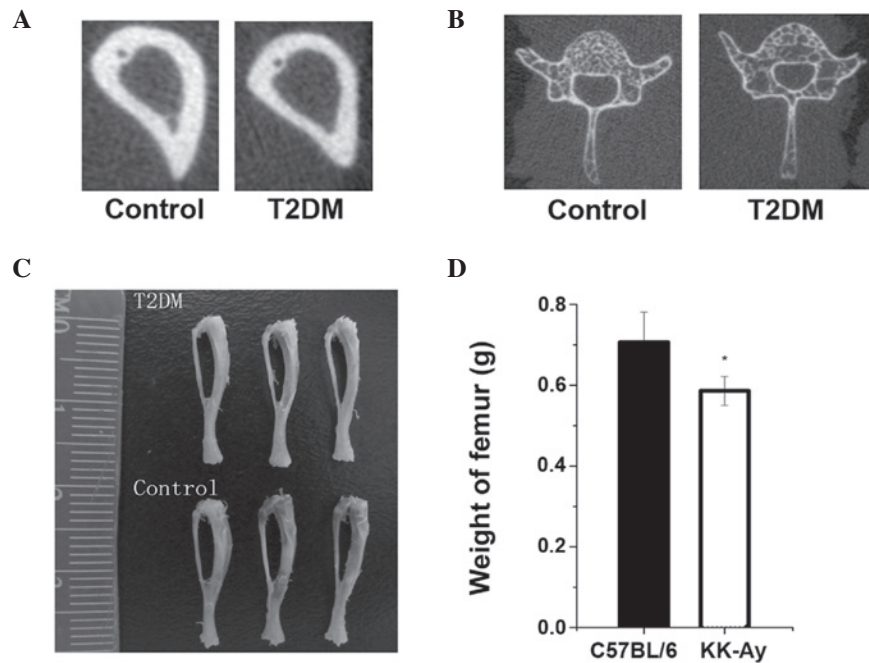 A
B
Control
T2DM
Control
T2DM
C
T2DM
Control
D
Weight of femur (g)
0.8
0.6
0.4
0.2
0.0
*
C57BL/6
KK-Ay